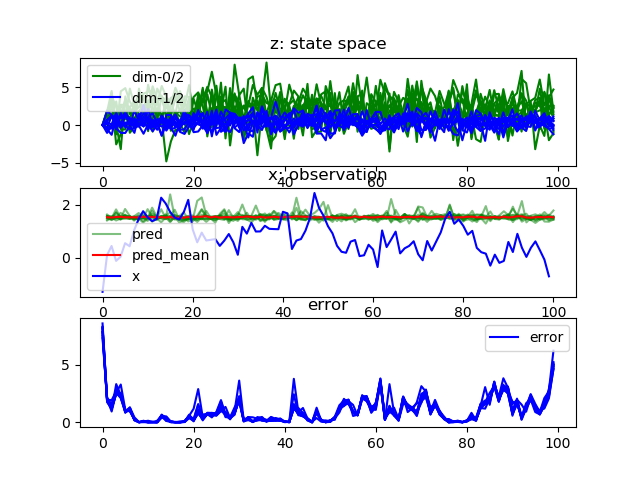 z: state space
5
0
−5
dim-0/2
dim-1/2
0 20 40 60 80 100
x: observation
2
0
pred
pred_mean
x
0 20 40 60 80 100
error
5
0
error
0 20 40 60 80 100